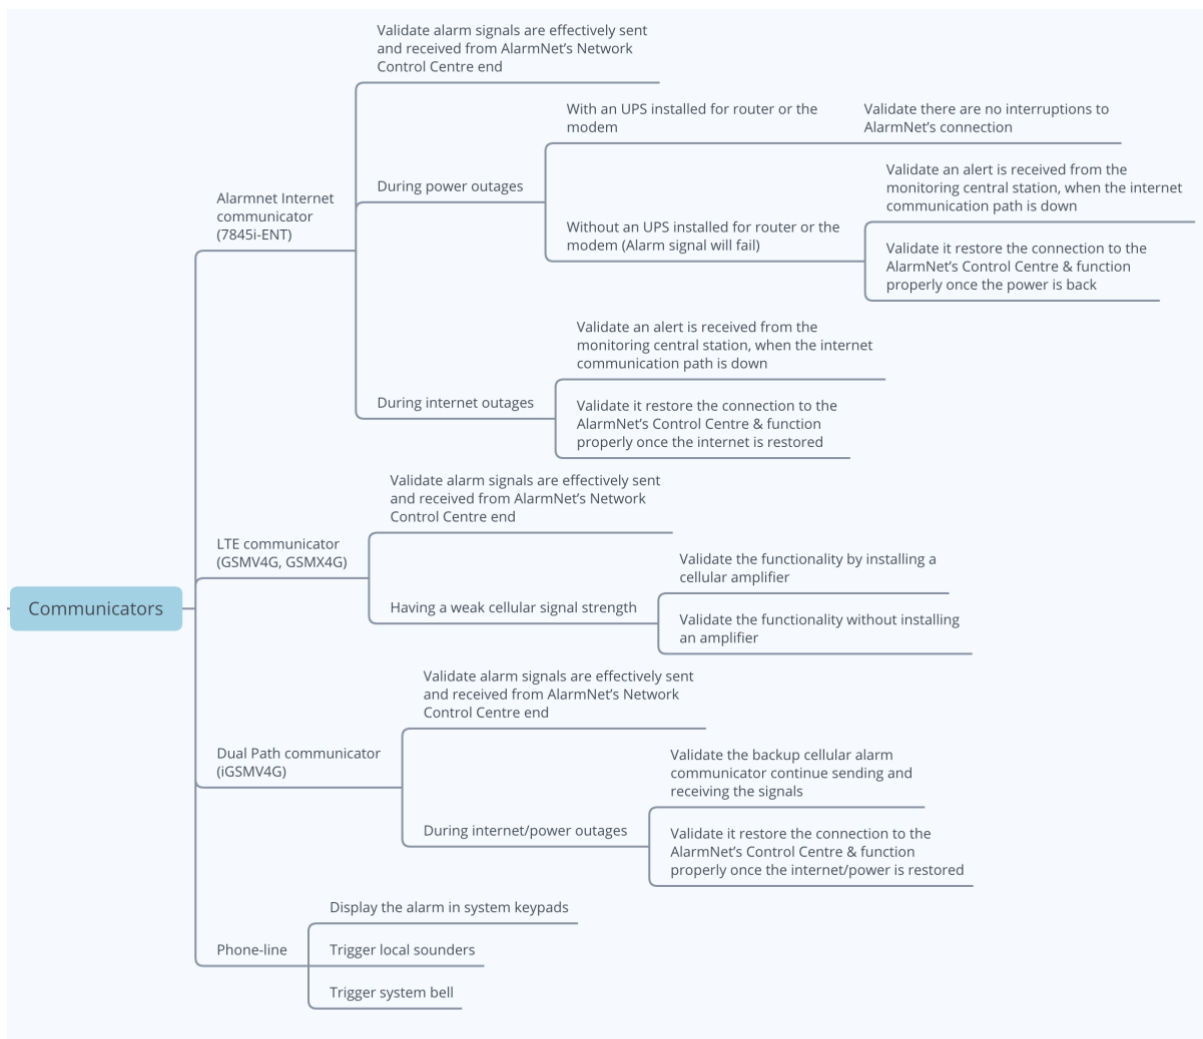 Communicators
Alarmnet Internet
communicator
(7845i-ENT)
Validate alarm signals are effectively sent
and received from AlarmNet's Network
Control Centre end
During power outages
With an UPS installed for router or the
modem
Validate there are no interruptions to
AlarmNet's connection
Without an UPS installed for router or the
modem (Alarm signal will fail)
Validate an alert is received from the
monitoring central station, when the internet
communication path is down
Validate it restore the connection to the
AlarmNet's Control Centre & function
properly once the power is back
During internet outages
Validate an alert is received from the
monitoring central station, when the internet
communication path is down
Validate it restore the connection to the
AlarmNet's Control Centre & function
properly once the internet is restored
LTE communicator
(GSMV4G, GSMX4G)
Validate alarm signals are effectively sent
and received from AlarmNet's Network
Control Centre end
Having a weak cellular signal strength
Validate the functionality by installing a
cellular amplifier
Validate the functionality without installing
an amplifier
Dual Path communicator
(iGSMV4G)
Validate alarm signals are effectively sent
and received from AlarmNet's Network
Control Centre end
During internet/power outages
Validate the backup cellular alarm
communicator continue sending and
receiving the signals
Validate it restore the connection to the
AlarmNet's Control Centre & function
properly once the internet/power is restored
Phone-line
Display the alarm in system keypads
Trigger local sounders
Trigger system bell